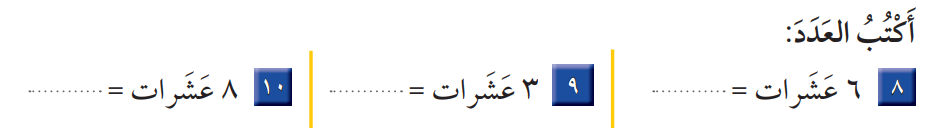 أَكْتُبُ العَدَدَ:
٨ ٦ عَشَرات = ............ ٩ ٣ عَشَرات = ............ ١٠ ٨ عَشَرات = ............